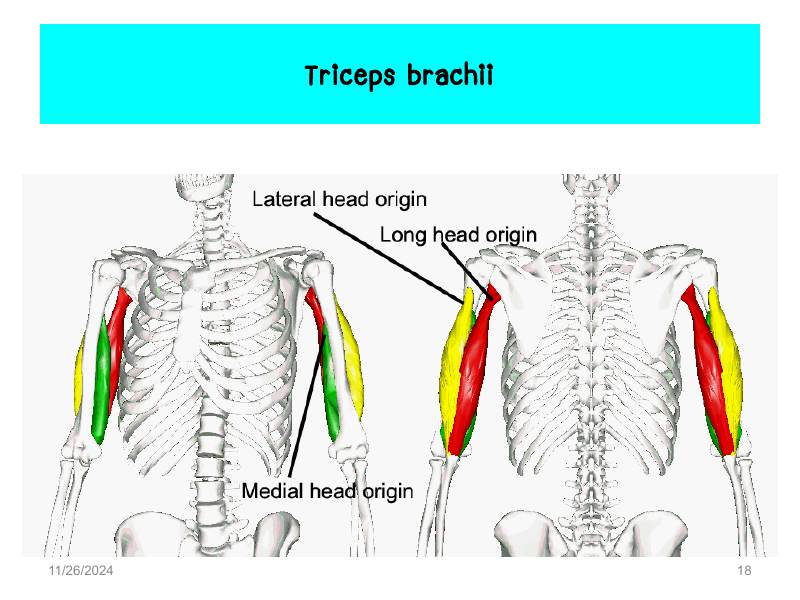 Triceps brachii
Lateral head origin
Long head origin
Medial head origin
11/26/2024
18